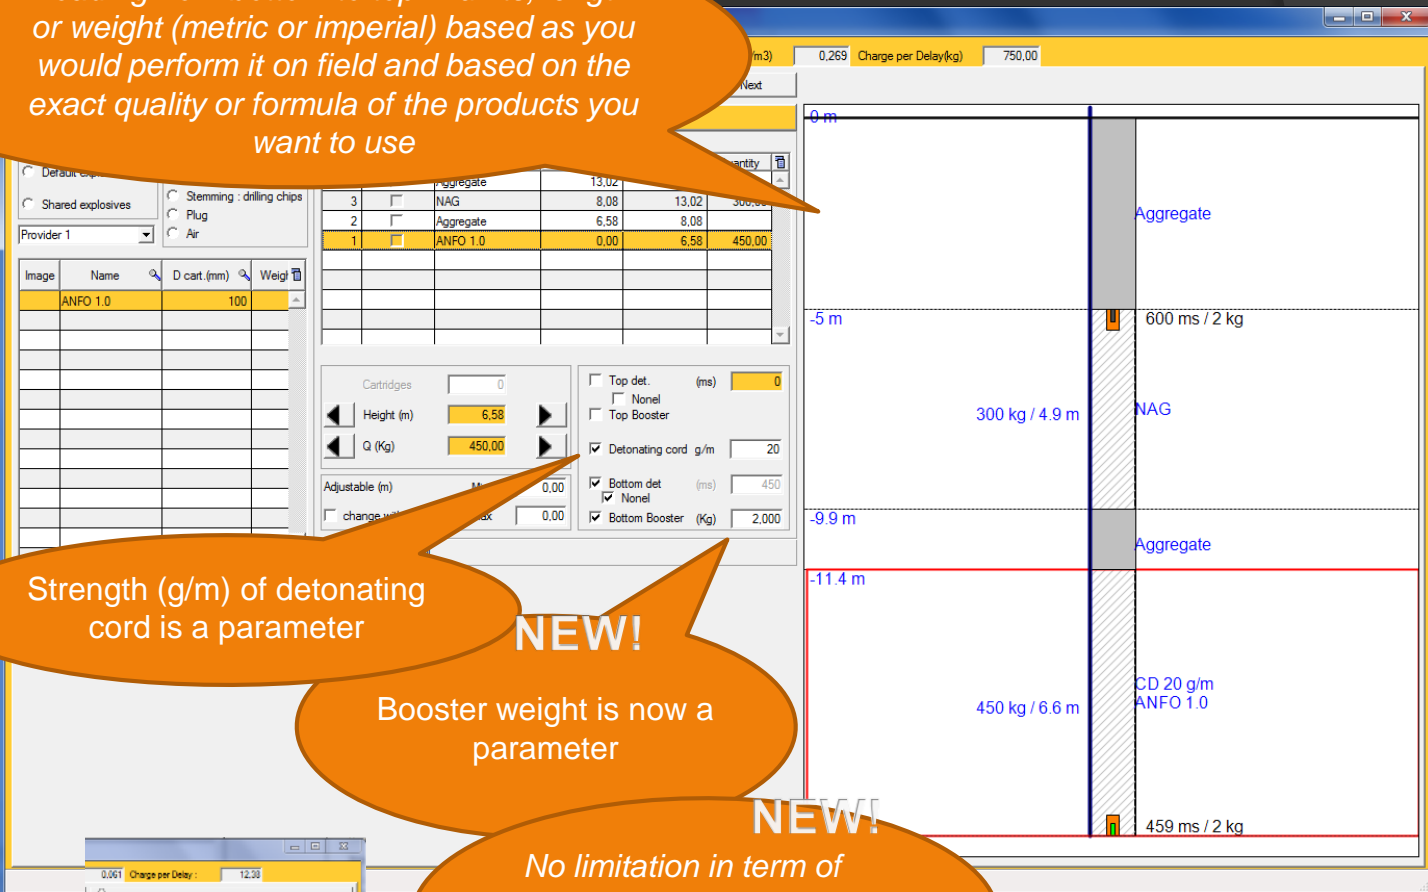 or weight (metric or imperial) based as you
would perform it on field and based on the
exact quality or formula of the products you
want to use
/m3) 0,269 Charge per Delay(kg) 750,00
Next
Shared explosives
Provider 1
Stemming : drilling chips
Plug
Air
Aggregate 13,02
3 NAG 8,08 13,02 300,00
2 Aggregate 6,58 8,08
1 ANFO 1.0 0,00 6,58 450,00
Image Name D cart.(mm) Weigh
ANFO 1.0 100
Cartridges 0
Height (m) 6,58
Q (Kg) 450,00
Adjustable (m) 0,00
0,00
Top det. (ms) 0
Nonel
Top Booster
Detonating cord g/m 20
Bottom det (ms) 450
Nonel
Bottom Booster (Kg) 2,000
0 m
Aggregate
-5 m
600 ms / 2 kg
300 kg / 4.9 m
NAG
-9.9 m
Aggregate
-11.4 m
CD 20 g/m
ANFO 1.0
450 kg / 6.6 m
459 ms / 2 kg
Strength (g/m) of detonating
cord is a parameter
NEW!
Booster weight is now a
parameter
NEW!
No limitation in term of
0,061 Charge per Delay : 12,38